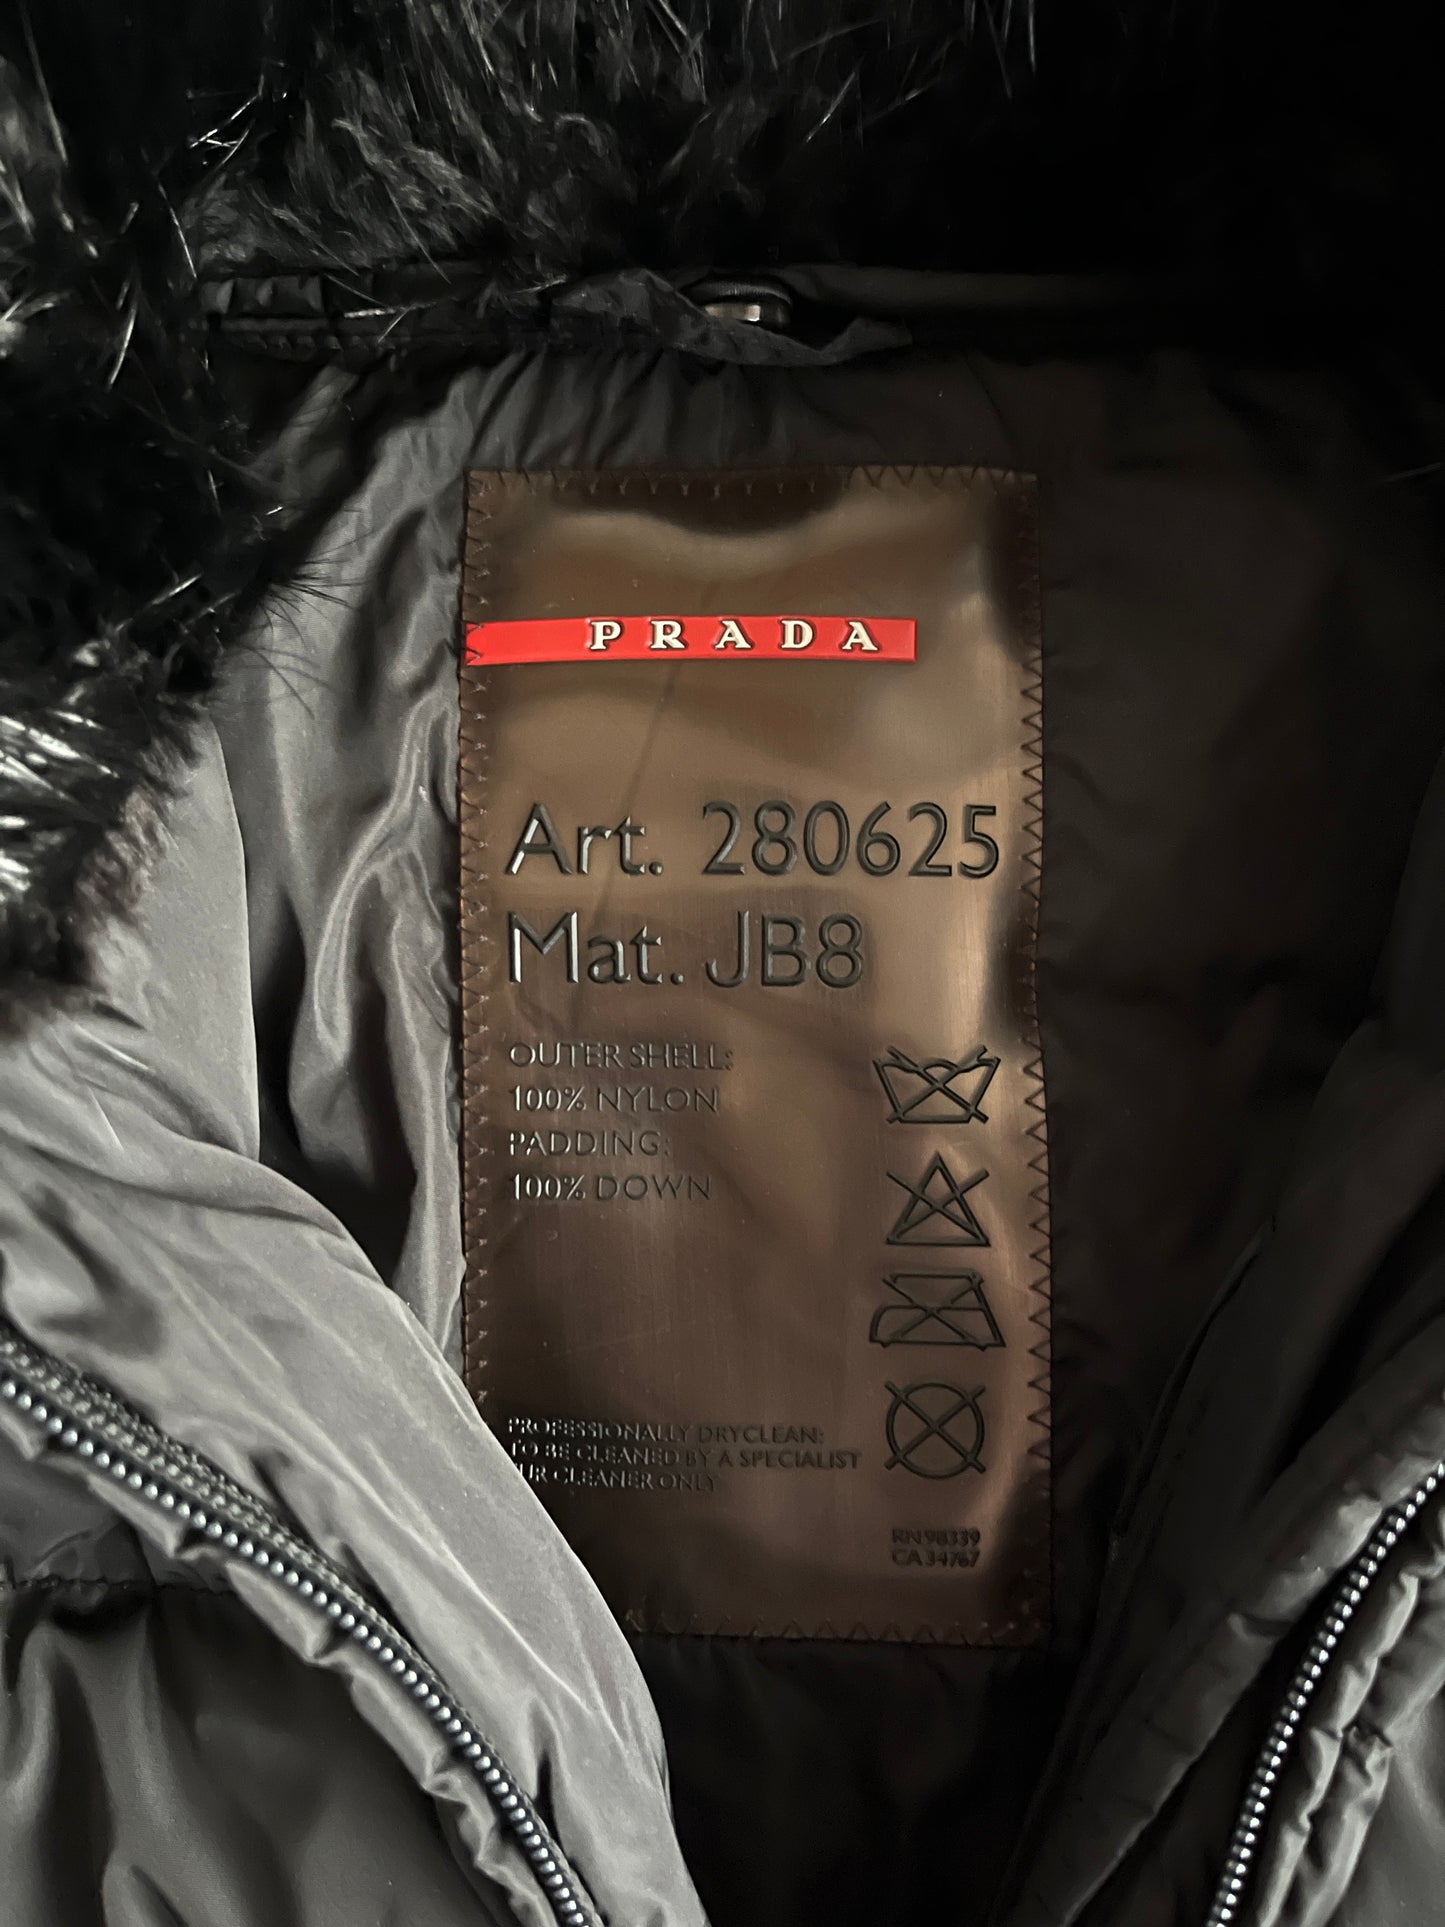 PRADA
Art. 280625
Mat. JB8
OUTER SHELL:
100% NYLON
PADDING:
100% DOWN
PROFESSIONALLY DRYCLEAN:
TO BE CLEANED BY A SPECIALIST
FUR CLEANER ONLY
RN 98339
CA 34767